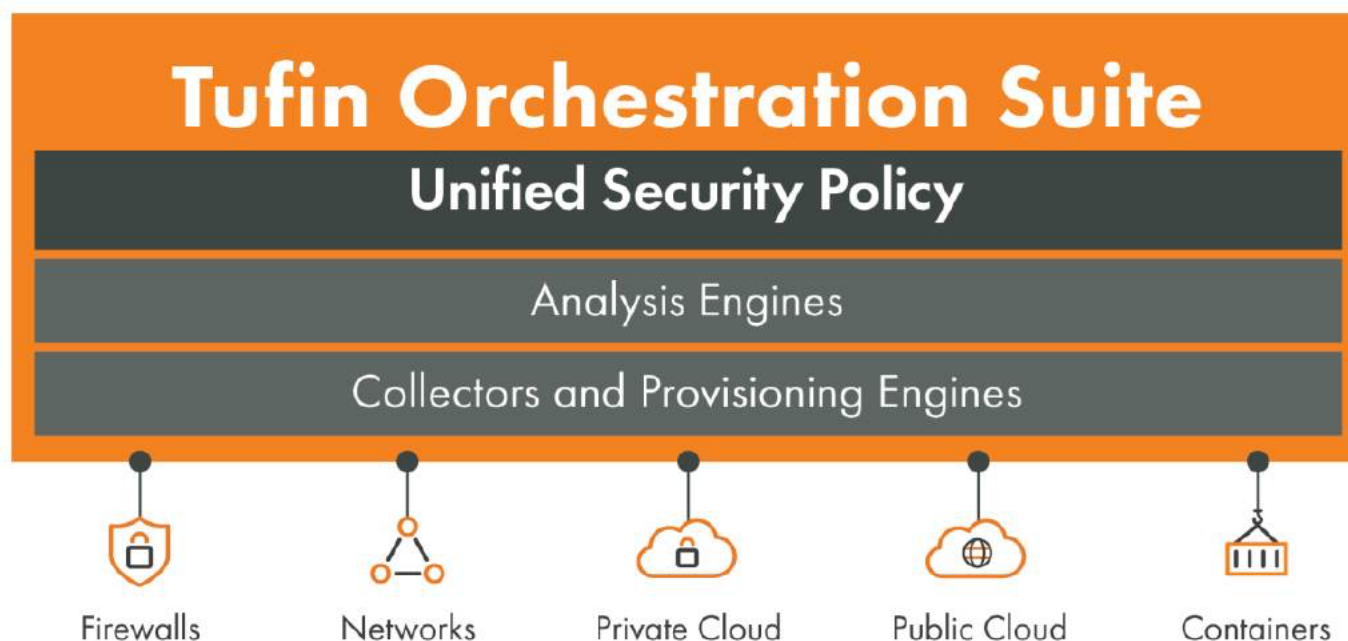 Tufin Orchestration Suite
Unified Security Policy
Analysis Engines
Collectors and Provisioning Engines
Firewalls
Networks
Private Cloud
Public Cloud
Containers